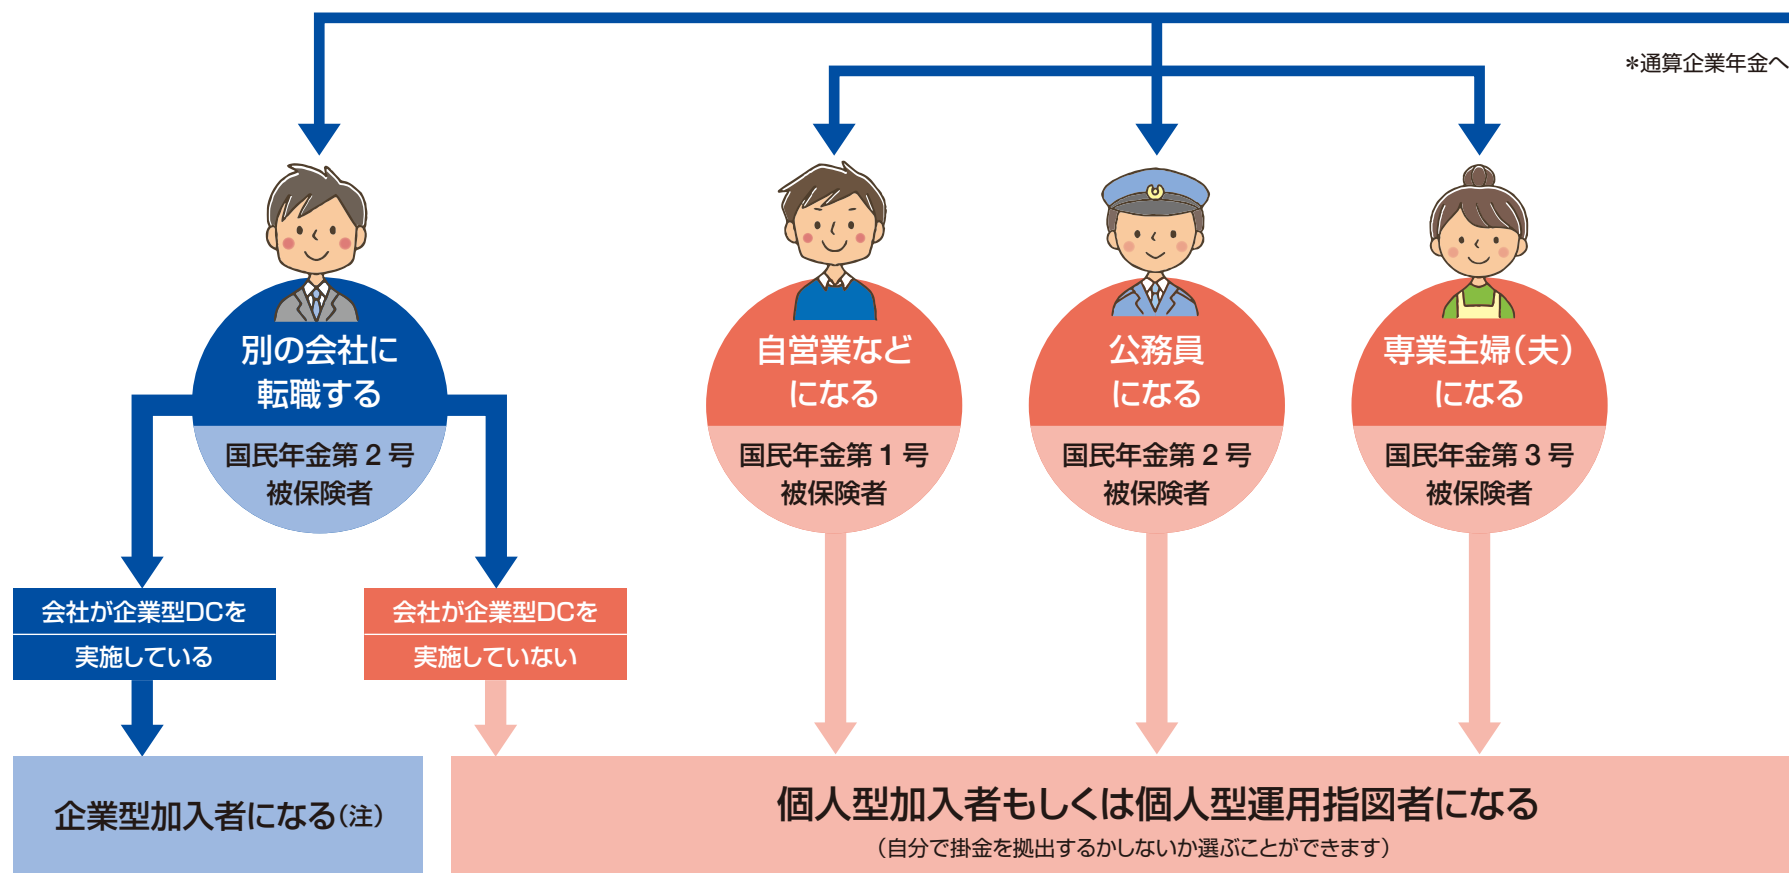 *通算企業年金へ
別の会社に
転職する
国民年金第2号
被保険者
自営業など
になる
国民年金第1号
被保険者
公務員
になる
国民年金第2号
被保険者
専業主婦(夫)
になる
国民年金第3号
被保険者
会社が企業型DCを
実施している
会社が企業型DCを
実施していない
企業型加入者になる(注)
個人型加入者もしくは個人型運用指図者になる
(自分で掛金を拠出するかしないか選ぶことができます)